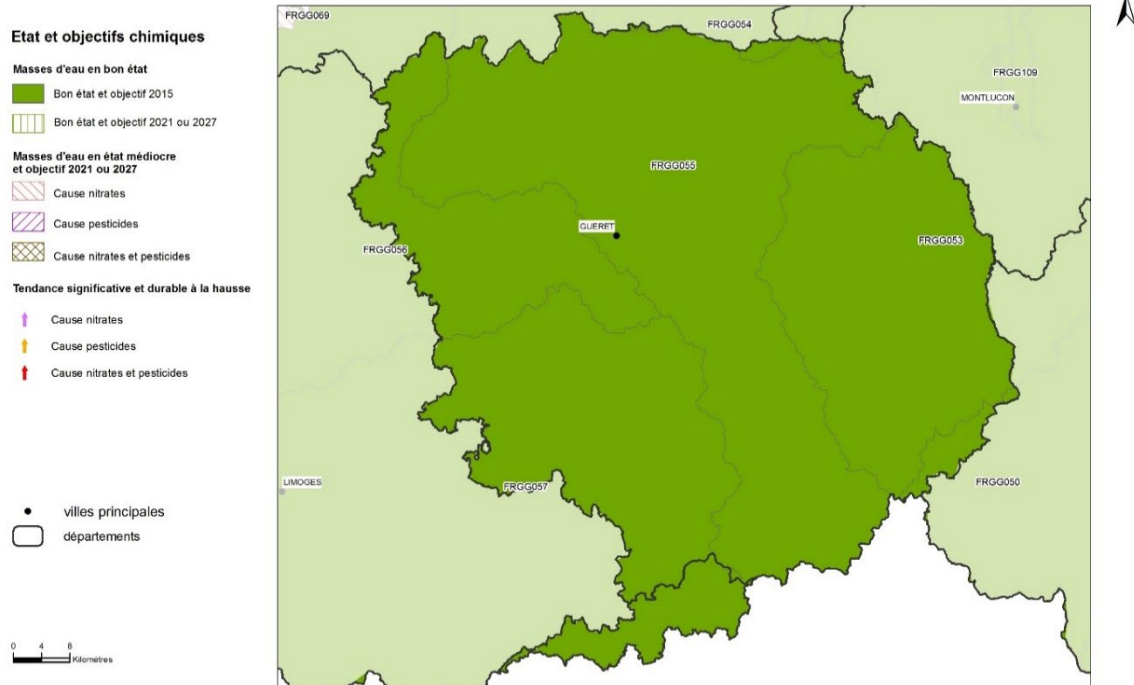 Etat et objectifs chimiques
Masses d'eau en bon état
Bon état et objectif 2015
Bon état et objectif 2021 ou 2027
Masses d'eau en état médiocre
et objectif 2021 ou 2027
Cause nitrates
Cause pesticides
Cause nitrates et pesticides
Tendance significative et durable à la hausse
Cause nitrates
Cause pesticides
Cause nitrates et pesticides
villes principales
départements
0 4 8
Kilomètres
FRGG069
FRGG054
FRGG109
MONTLUCON
FRGG055
GUERET
FRGG056
FRGG053
LIMOGES
FRGG057
FRGG050